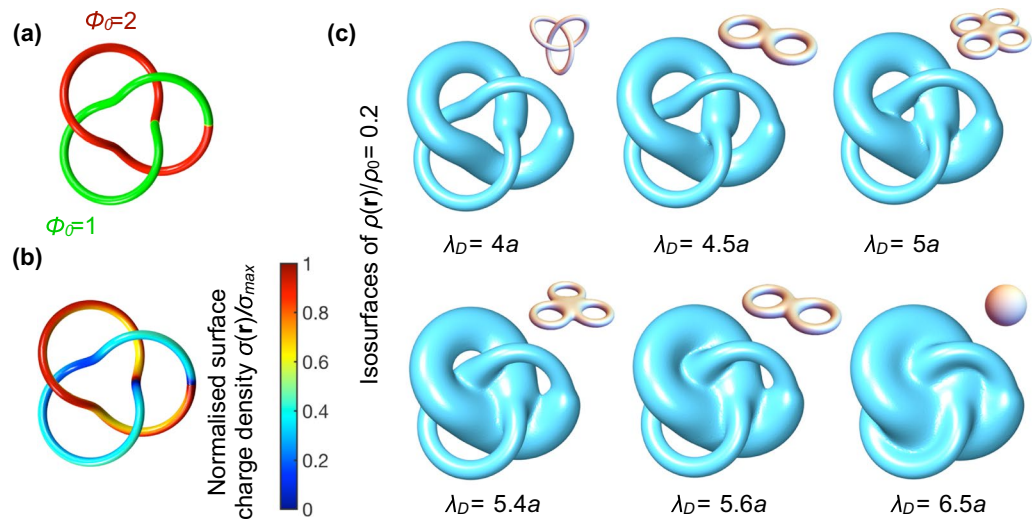 (a)
Φ₀=2
Φ₀=1
(b)
Normalised surface
charge density σ(r)/σmax
1
0.8
0.6
0.4
0.2
0
(c)
Isosurfaces of ρ(r)/ρ₀= 0.2
λD = 4a
λD = 4.5a
λD = 5a
λD = 5.4a
λD = 5.6a
λD = 6.5a